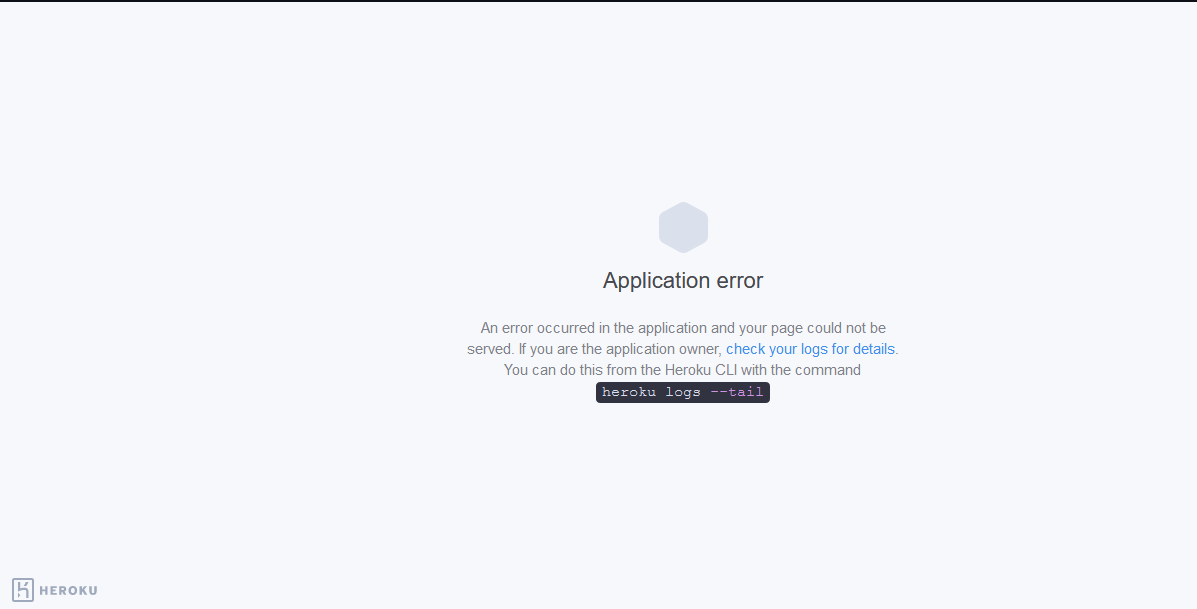 Application error
An error occurred in the application and your page could not be
served. If you are the application owner, check your logs for details.
You can do this from the Heroku CLI with the command
heroku logs --tail
HEROKU